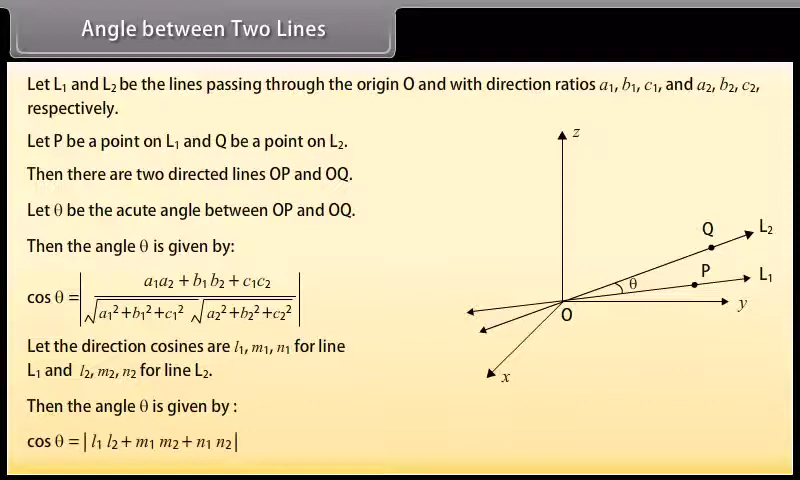 Angle between Two Lines
Let L₁ and L₂ be the lines passing through the origin O and with direction ratios a₁, b₁, c₁, and a₂, b₂, c₂,
respectively.
Let P be a point on L₁ and Q be a point on L₂.
Then there are two directed lines OP and OQ.
Let θ be the acute angle between OP and OQ.
Then the angle θ is given by:
cos θ = | (a₁a₂ + b₁b₂ + c₁c₂) / (√(a₁²+b₁²+c₁²) √(a₂²+b₂²+c₂²)) |
Let the direction cosines are l₁, m₁, n₁ for line
L₁ and l₂, m₂, n₂ for line L₂.
Then the angle θ is given by :
cos θ = | l₁ l₂ + m₁ m₂ + n₁ n₂ |
z
Q
L₂
P
L₁
θ
O
y
x